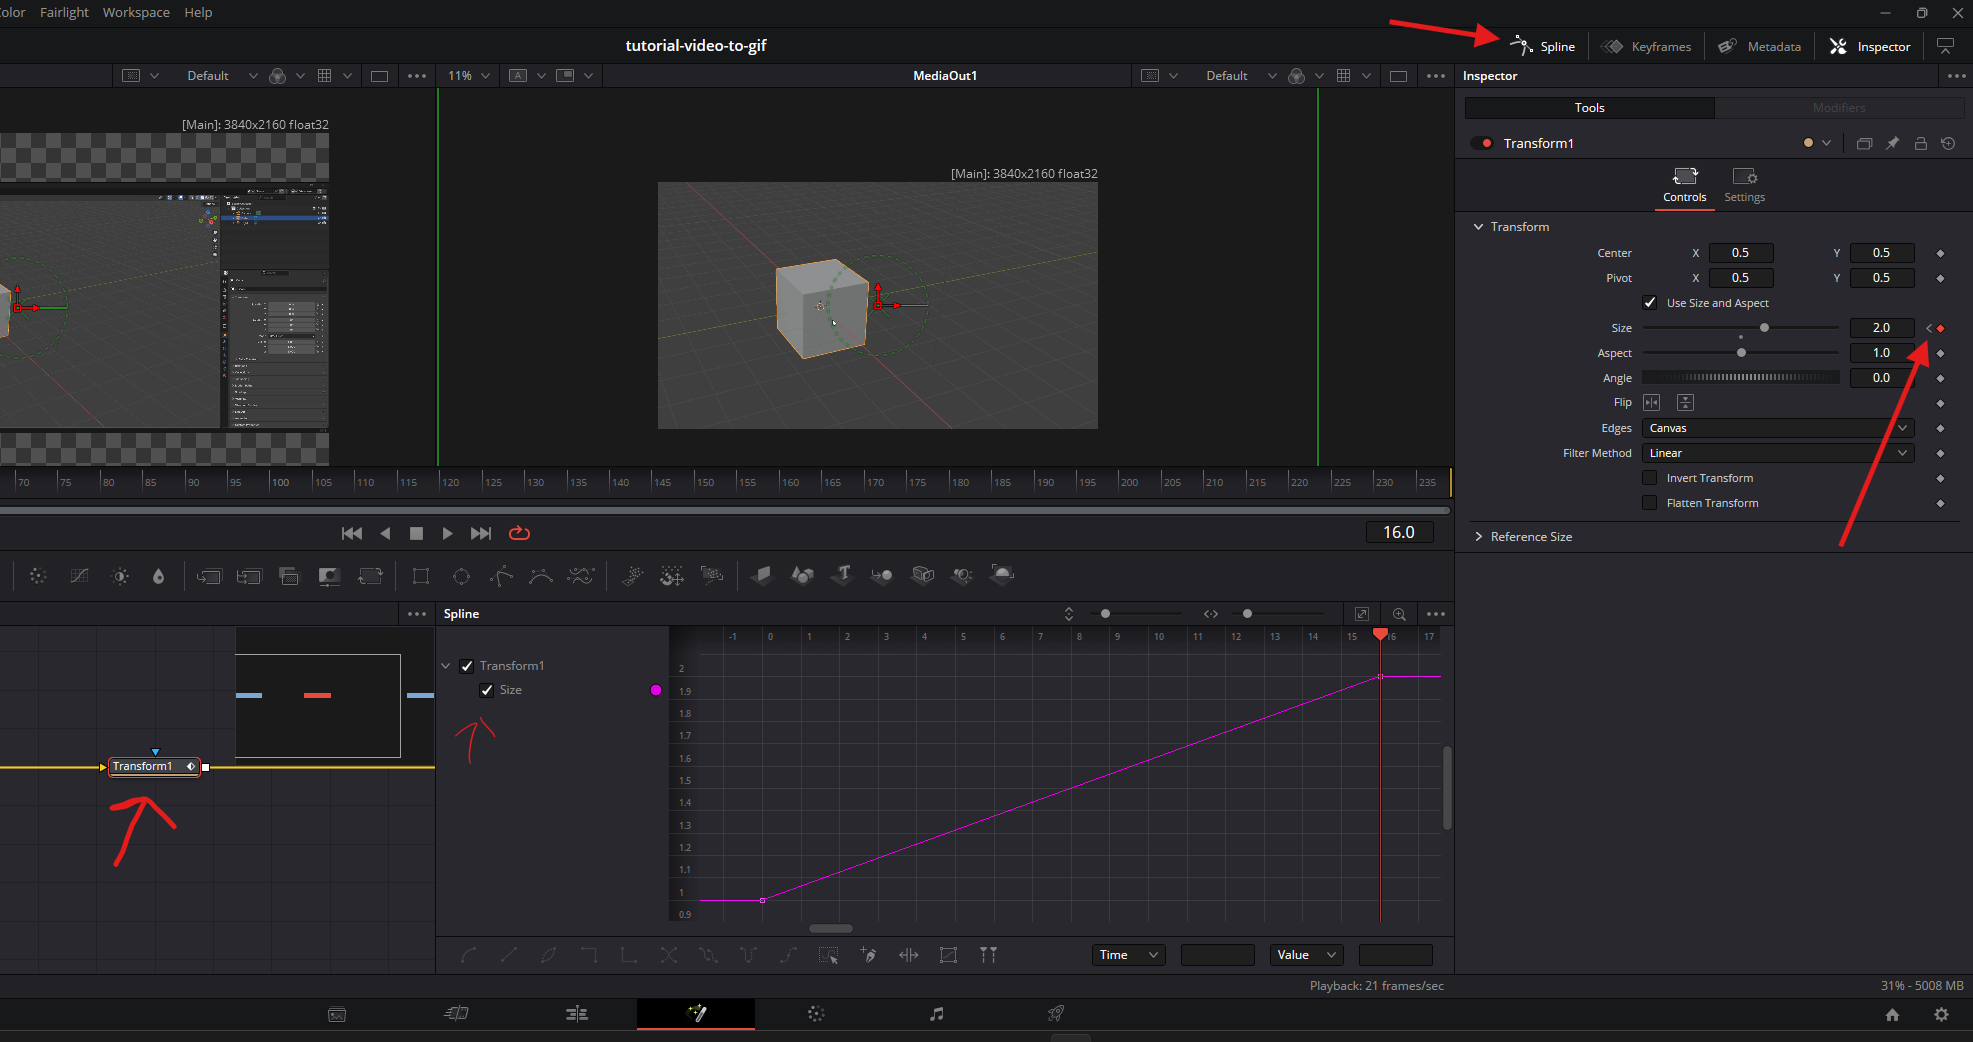 Color Fairlight Workspace Help
tutorial-video-to-gif
Spline Keyframes Metadata Inspector
Default 11% A MediaOut1 Default Inspector
Tools Modifiers
[Main]: 3840x2160 float32
Transform1
[Main]: 3840x2160 float32
Controls Settings
Transform
Center X 0.5 Y 0.5
Pivot X 0.5 Y 0.5
Use Size and Aspect
Size 2.0
Aspect 1.0
Angle 0.0
Flip
Edges Canvas
Filter Method Linear
Invert Transform
Flatten Transform
Reference Size
70 75 80 85 90 95 100 105 110 115 120 125 130 135 140 145 150 155 160 165 170 175 180 185 190 195 200 205 210 215 220 225 230 235
16.0
Spline
-1 0 1 2 3 4 5 6 7 8 9 10 11 12 13 14 15 16 17
Transform1
Size
2
1.9
1.8
1.7
1.6
1.5
1.4
1.3
1.2
1.1
1
0.9
Transform1
Time Value
Playback: 21 frames/sec 31% - 5008 MB